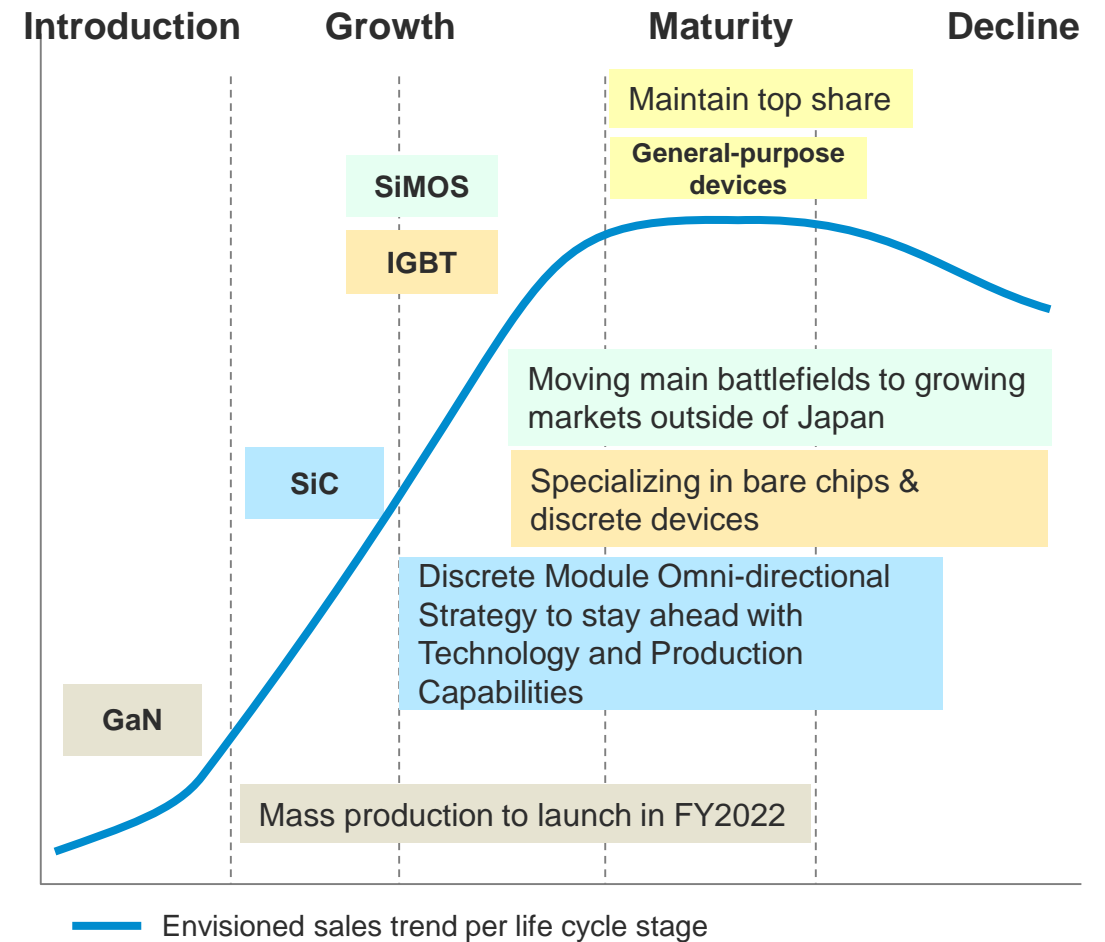 Introduction
Growth
Maturity
Decline
Maintain top share
General-purpose
devices
SiMOS
IGBT
Moving main battlefields to growing
markets outside of Japan
SiC
Specializing in bare chips &
discrete devices
Discrete Module Omni-directional
Strategy to stay ahead with
Technology and Production
Capabilities
GaN
Mass production to launch in FY2022
Envisioned sales trend per life cycle stage